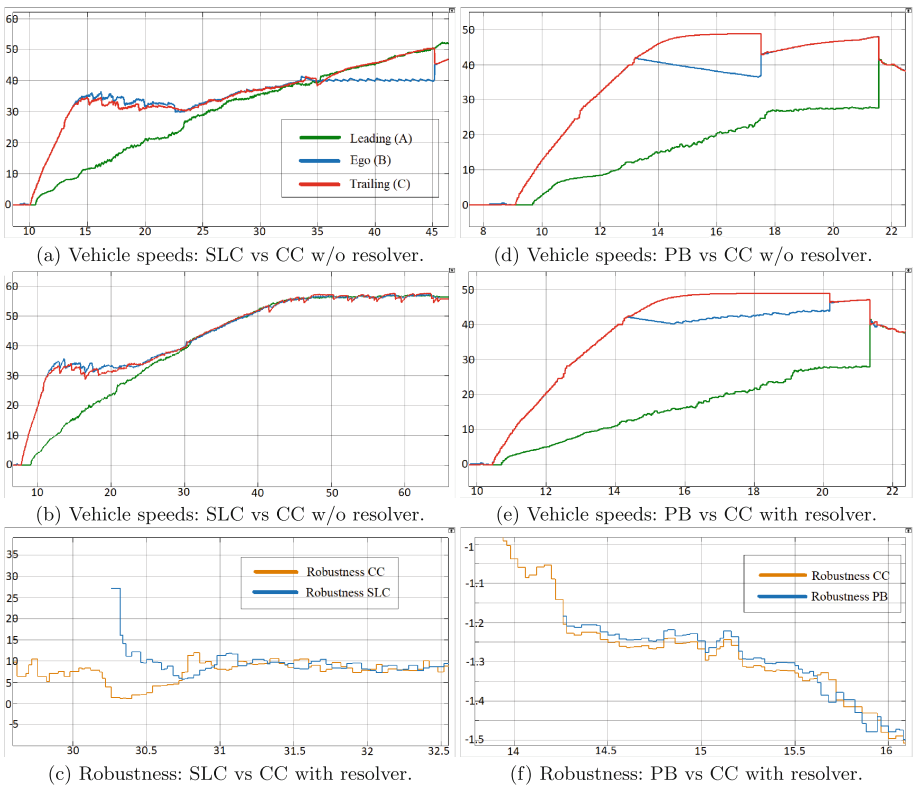 60
50
40
30
20
10
0
10 15 20 25 30 35 40 45
Leading (A)
Ego (B)
Trailing (C)
(a) Vehicle speeds: SLC vs CC w/o resolver.
50
40
30
20
10
0
8 10 12 14 16 18 20 22
(d) Vehicle speeds: PB vs CC w/o resolver.
60
50
40
30
20
10
0
10 20 30 40 50 60
(b) Vehicle speeds: SLC vs CC w/o resolver.
50
40
30
20
10
0
10 12 14 16 18 20 22
(e) Vehicle speeds: PB vs CC with resolver.
35
30
25
20
15
10
5
0
-5
30 30.5 31 31.5 32 32.5
Robustness CC
Robustness SLC
(c) Robustness: SLC vs CC with resolver.
-1
-1.1
-1.2
-1.3
-1.4
-1.5
14 14.5 15 15.5 16
Robustness CC
Robustness PB
(f) Robustness: PB vs CC with resolver.